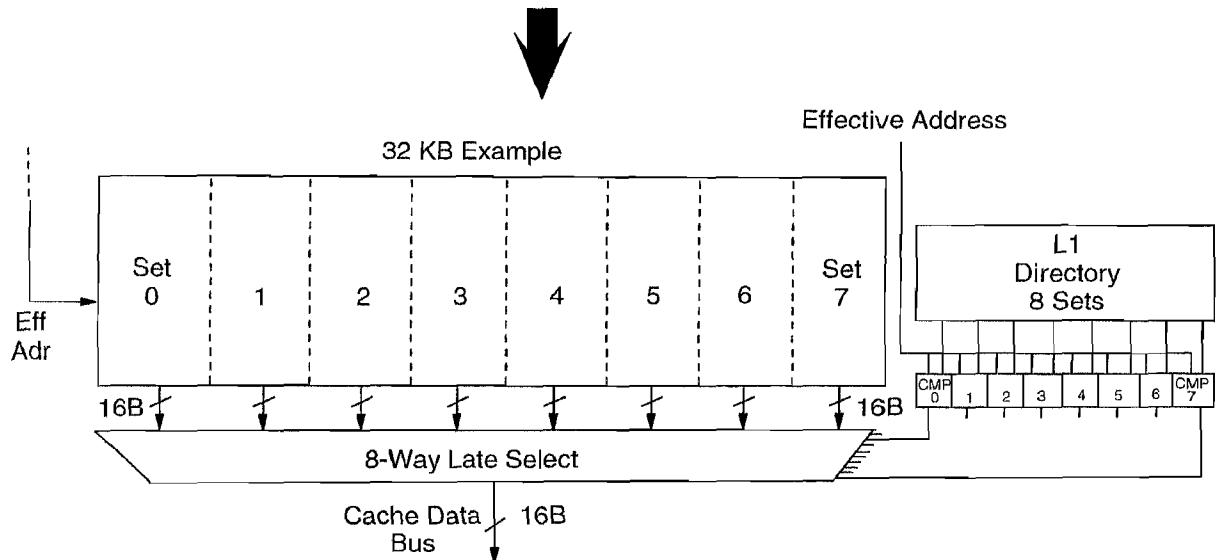 Effective Address
32 KB Example
Set
0
1
2
3
4
5
6
Set
7
Eff
Adr
L1
Directory
8 Sets
CMP
0
1
2
3
4
5
6
CMP
7
16B
16B
8-Way Late Select
Cache Data
Bus
16B